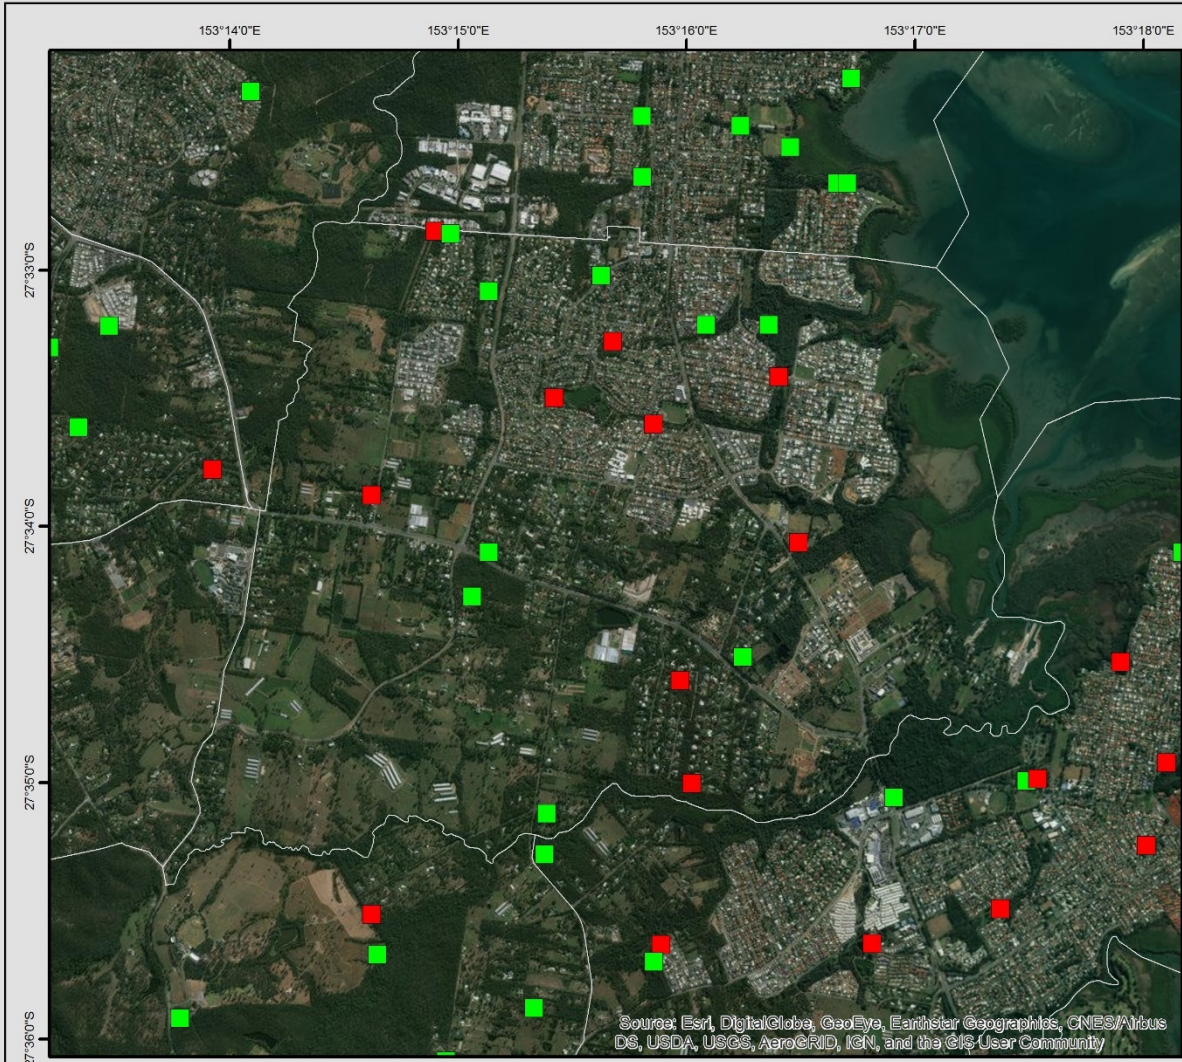 153°14'0"E 153°15'0"E 153°16'0"E 153°17'0"E 153°18'0"E
27°33'0"S
27°34'0"S
27°35'0"S
27°36'0"S
Source: Esri, DigitalGlobe, GeoEye, Earthstar Geographics, CNES/Airbus
DS, USDA, USGS, AeroGRID, IGN, and the GIS User Community